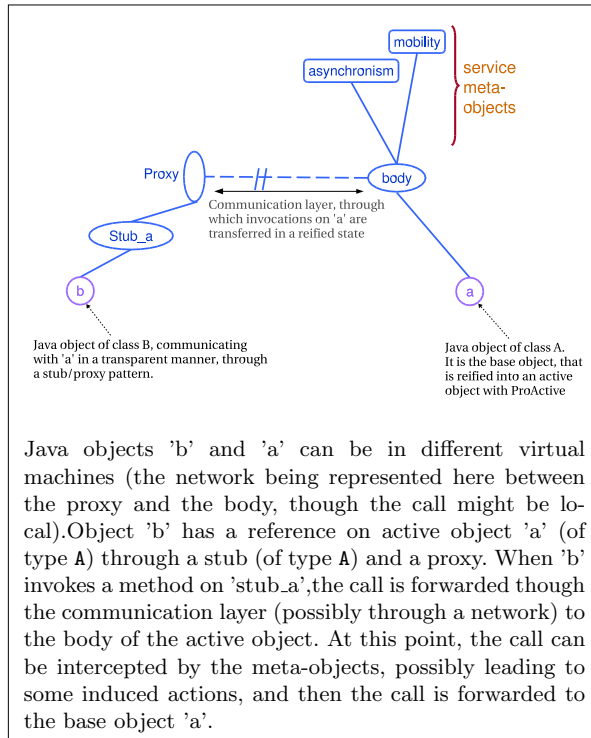 mobility
asynchronism
service
meta-
objects
Proxy
body
Communication layer, through
which invocations on 'a' are
transferred in a reified state
Stub_a
b
a
Java object of class B, communicating
with 'a' in a transparent manner, through
a stub/proxy pattern.
Java object of class A.
It is the base object, that
is reified into an active
object with ProActive
Java objects ’b’ and ’a’ can be in different virtual
machines (the network being represented here between
the proxy and the body, though the call might be lo-
cal).Object ’b’ has a reference on active object ’a’ (of
type A) through a stub (of type A) and a proxy. When ’b’
invokes a method on ’stub_a’,the call is forwarded though
the communication layer (possibly through a network) to
the body of the active object. At this point, the call can
be intercepted by the meta-objects, possibly leading to
some induced actions, and then the call is forwarded to
the base object ’a’.